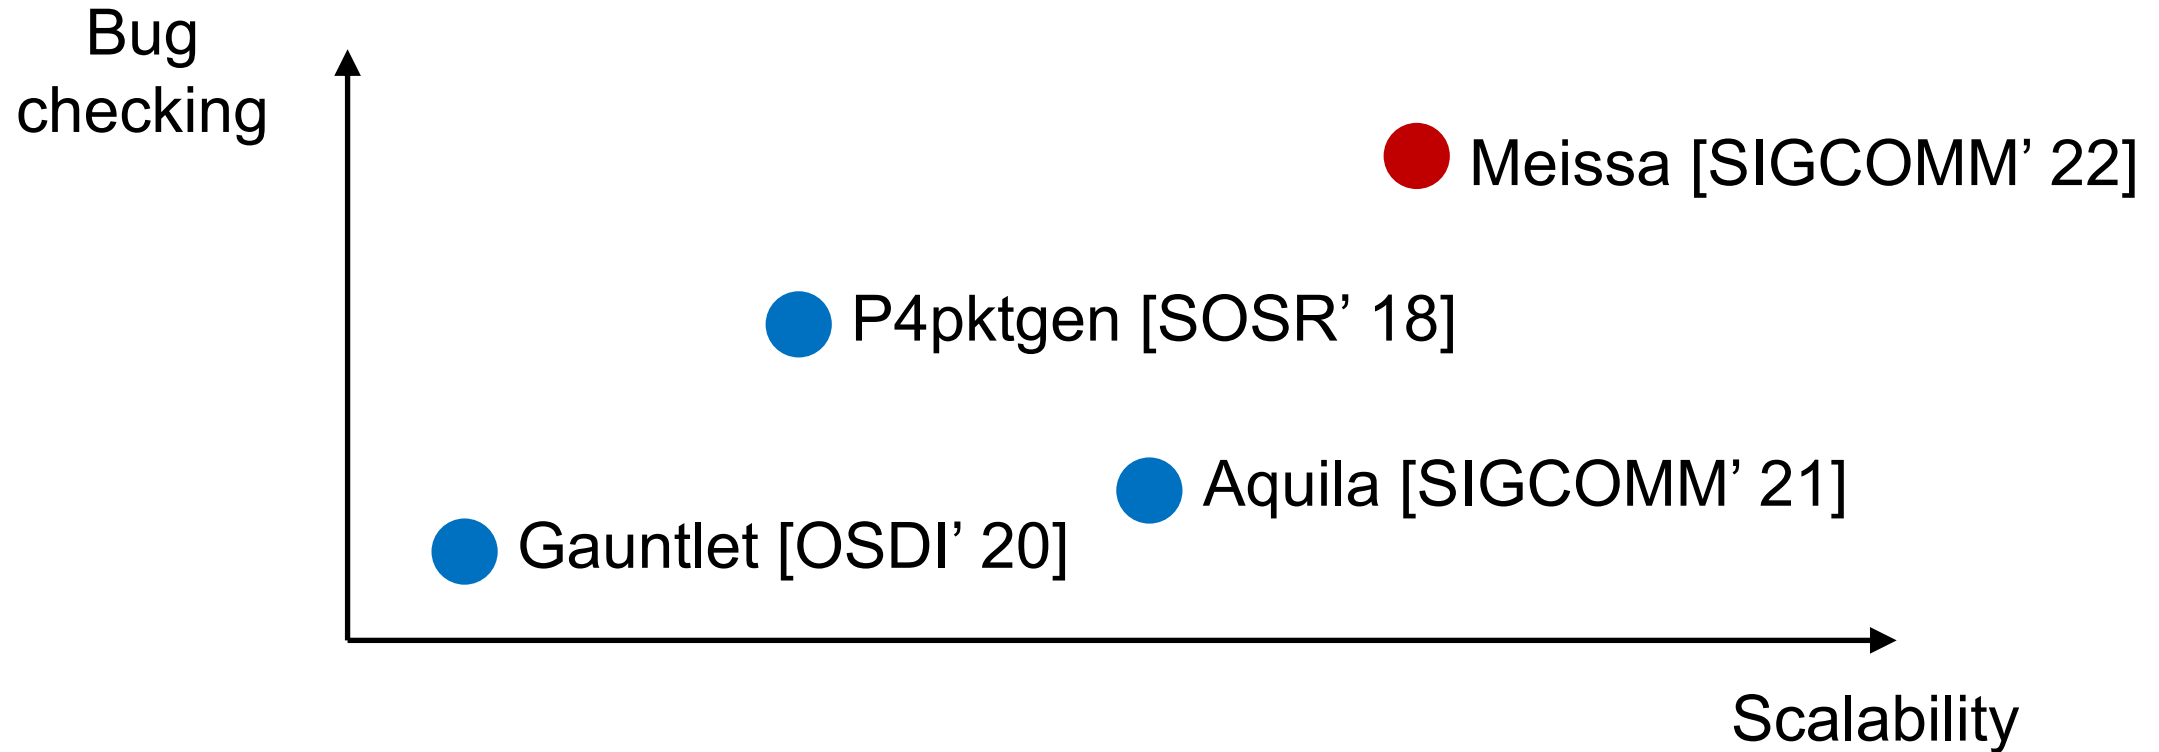 Bug
checking
Meissa [SIGCOMM’ 22]
P4pktgen [SOSR’ 18]
Aquila [SIGCOMM’ 21]
Gauntlet [OSDI’ 20]
Scalability